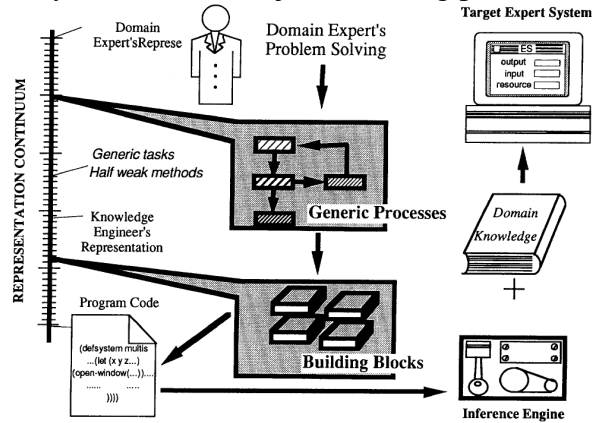 Domain
Expert'sReprese
Domain Expert's
Problem Solving
Target Expert System
ES
output
input
resource
REPRESENTATION CONTINUUM
Generic tasks
Half weak methods
Generic Processes
Knowledge
Engineer's
Representation
Domain
Knowledge
+
Program Code
(defsystem multis
...(let (x y z...)
(open-window(...))....
...... .....
))))
Building Blocks
Inference Engine